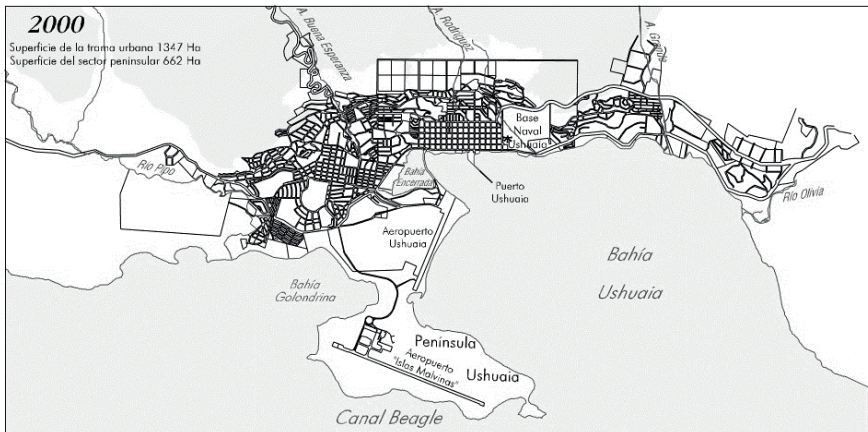 2000
Superficie de la trama urbana 1347 Ha
Superficie del sector peninsular 662 Ha
A. Buena Esperanza
A. Rodríguez
A. Grande
Base
Naval
"Ushuaia"
Río Pipo
Bahía
Encerrada
Puerto
Ushuaia
Río Olivia
Aeropuerto
Ushuaia
Bahía
Ushuaia
Bahía
Golondrina
Península
Ushuaia
Aeropuerto
"Islas Malvinas"
Canal Beagle